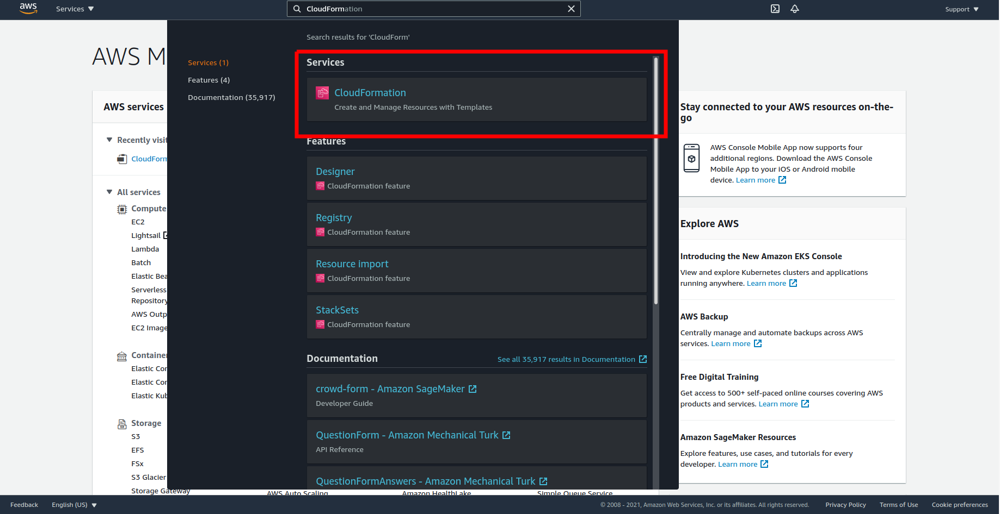 aws
Services
CloudFormation
Support
Search results for 'CloudForm'
Services (1)
Features (4)
Documentation (35,917)
Services
CloudFormation
Create and Manage Resources with Templates
Features
Designer
CloudFormation feature
Registry
CloudFormation feature
Resource import
CloudFormation feature
StackSets
CloudFormation feature
Documentation
See all 35,917 results in Documentation
crowd-form - Amazon SageMaker
Developer Guide
QuestionForm - Amazon Mechanical Turk
API Reference
QuestionFormAnswers - Amazon Mechanical Turk
AWS M
AWS services
Recently visit
CloudForm
All services
Compute
EC2
Lightsail
Lambda
Batch
Elastic Bea
Serverless
Repository
AWS Outp
EC2 Image
Container
Elastic Con
Elastic Con
Elastic Kub
Storage
S3
EFS
FSx
S3 Glacier
Storage Gateway
AWS Auto Scaling
Amazon HealthLake
Simple Queue Service
Stay connected to your AWS resources on-the-
go
AWS Console Mobile App now supports four
additional regions. Download the AWS Console
Mobile App to your iOS or Android mobile
device. Learn more
Explore AWS
Introducing the New Amazon EKS Console
View and explore Kubernetes clusters and applications
running anywhere. Learn more
AWS Backup
Centrally manage and automate backups across AWS
services. Learn more
Free Digital Training
Get access to 500+ self-paced online courses covering AWS
products and services. Learn more
Amazon SageMaker Resources
Explore features, use cases, and tutorials for every
developer. Learn more
Feedback
English (US)
© 2008 - 2021, Amazon Web Services, Inc. or its affiliates. All rights reserved.
Privacy Policy
Terms of Use
Cookie preferences